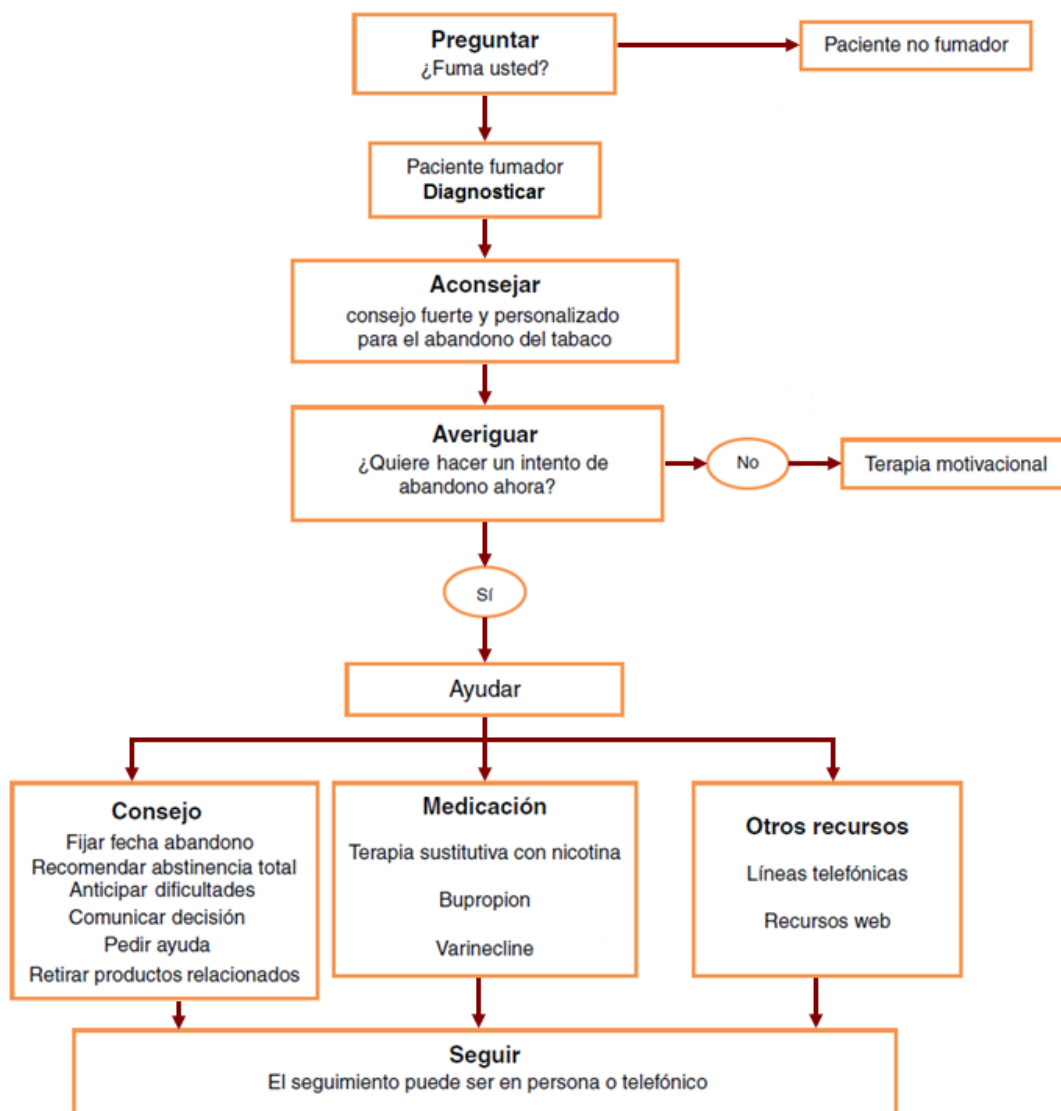 Preguntar
¿Fuma usted?
Paciente no fumador
Paciente fumador
Diagnosticar
Aconsejar
consejo fuerte y personalizado
para el abandono del tabaco
Averiguar
¿Quiere hacer un intento de
abandono ahora?
No
Terapia motivacional
Sí
Ayudar
Consejo
Fijar fecha abandono
Recomendar abstinencia total
Anticipar dificultades
Comunicar decisión
Pedir ayuda
Retirar productos relacionados
Medicación
Terapia sustitutiva con nicotina
Bupropion
Varinecline
Otros recursos
Líneas telefónicas
Recursos web
Seguir
El seguimiento puede ser en persona o telefónico